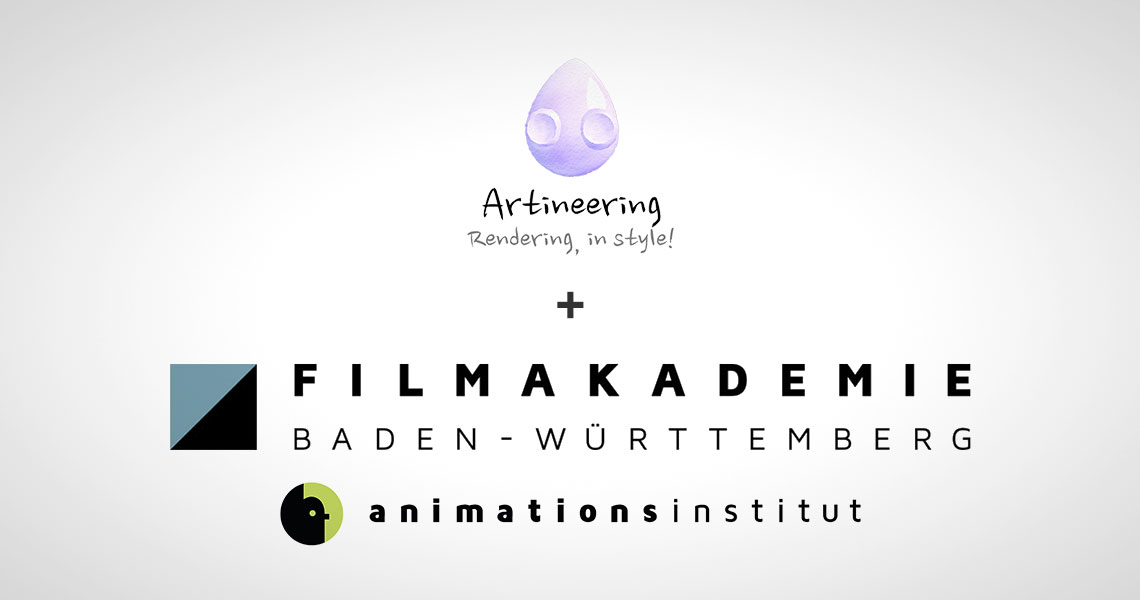 Artineering
Rendering, in style!
+
FILMAKADEMIE
BADEN-WÜRTTEMBERG
animationsinstitut